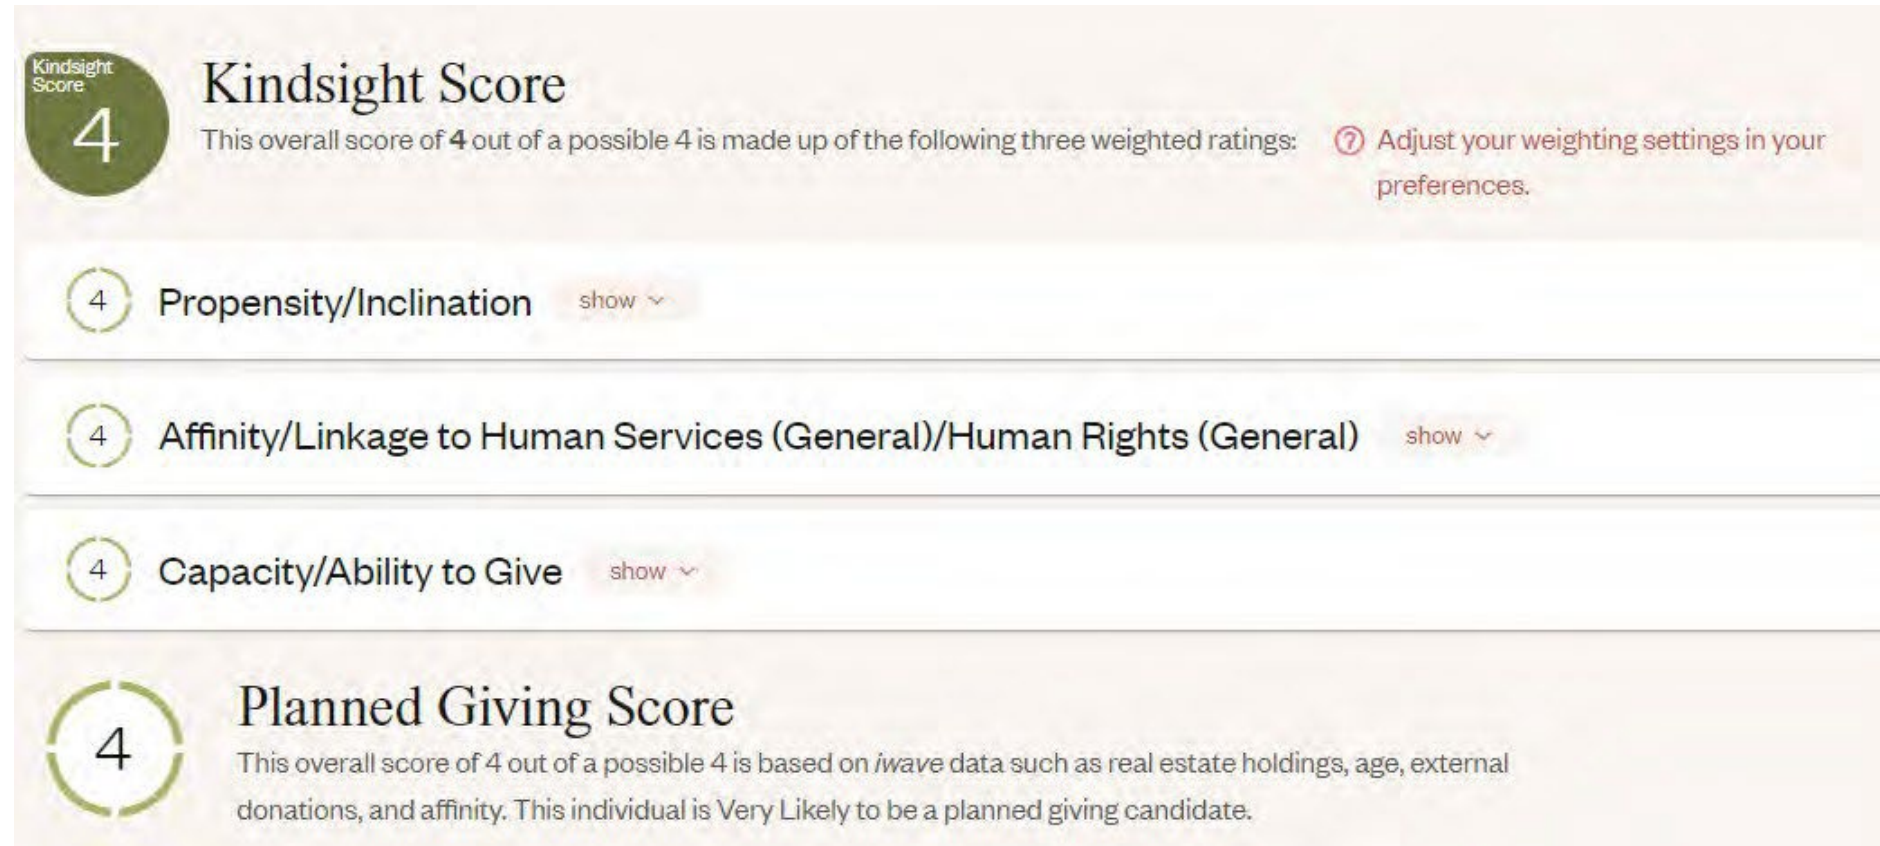 Kindsight
Score
4
Kindsight Score
This overall score of 4 out of a possible 4 is made up of the following three weighted ratings:
Adjust your weighting settings in your
preferences.
4 Propensity/Inclination show
4 Affinity/Linkage to Human Services (General)/Human Rights (General) show
4 Capacity/Ability to Give show
4
Planned Giving Score
This overall score of 4 out of a possible 4 is based on iwave data such as real estate holdings, age, external
donations, and affinity. This individual is Very Likely to be a planned giving candidate.